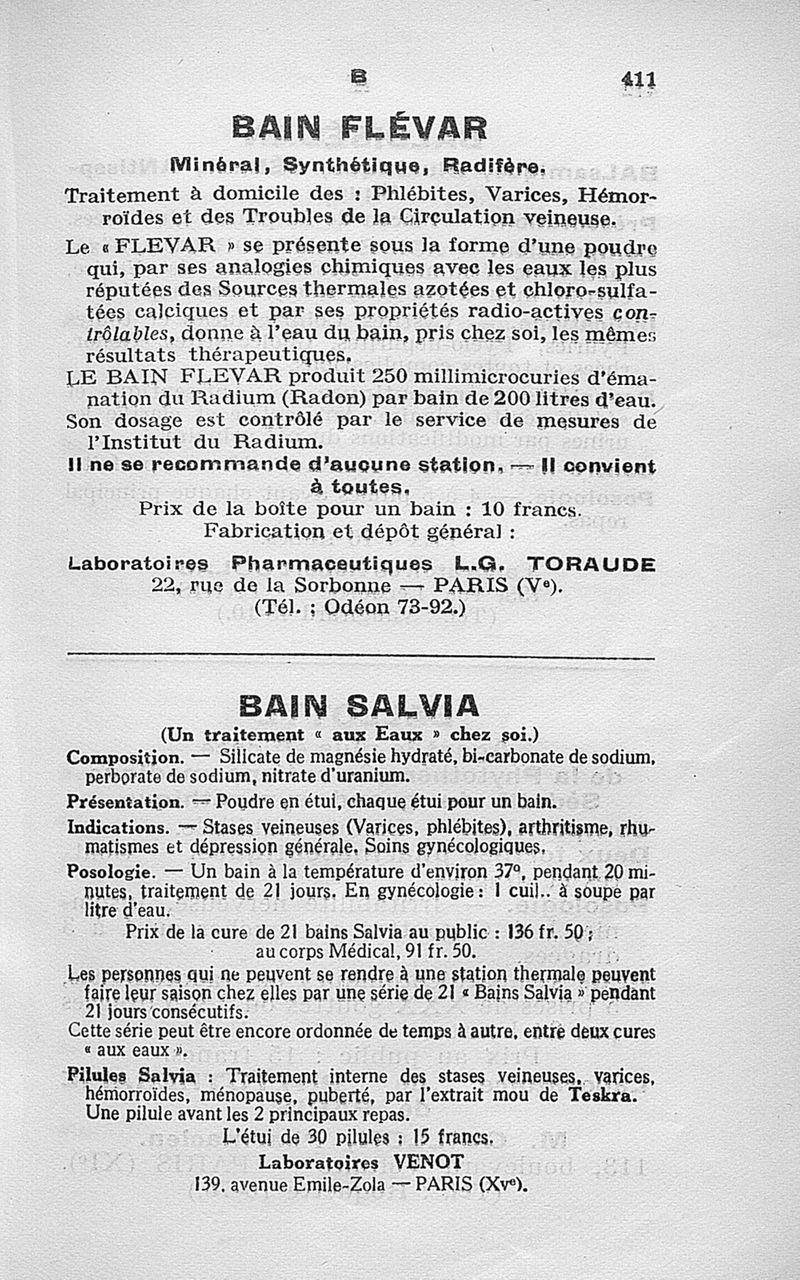 B
411
BAIN FLÉVAR
Minéral, Synthétique, Radifère.
Traitement à domicile des : Phlébites, Varices, Hémor-
roïdes et des Troubles de la Circulation veineuse.
Le « FLEVAR » se présente sous la forme d'une poudre
qui, par ses analogies chimiques avec les eaux les plus
réputées des Sources thermales azotées et chloro-sulfa-
tées calciques et par ses propriétés radio-actives con-
trôlables, donne à l'eau du bain, pris chez soi, les mêmes
résultats thérapeutiques.
LE BAIN FLEVAR produit 250 millimicrocuries d'éma-
nation du Radium (Radon) par bain de 200 litres d'eau.
Son dosage est contrôlé par le service de mesures de
l'Institut du Radium.
Il ne se recommande d'aucune station, — Il convient
à toutes.
Prix de la boîte pour un bain : 10 francs.
Fabrication et dépôt général :
Laboratoires Pharmaceutiques L.G. TORAUDE
22, rue de la Sorbonne — PARIS (Ve).
(Tél. : Odéon 73-92.)
BAIN SALVIA
(Un traitement « aux Eaux » chez soi.)
Composition. — Silicate de magnésie hydraté, bi-carbonate de sodium,
perborate de sodium, nitrate d'uranium.
Présentation. — Poudre en étui, chaque étui pour un bain.
Indications. — Stases veineuses (Varices, phlébites), arthritisme, rhu-
matismes et dépression générale. Soins gynécologiques.
Posologie. — Un bain à la température d'environ 37°, pendant 20 mi-
nutes, traitement de 21 jours. En gynécologie : 1 cuil.. à soupe par
litre d'eau.
Prix de la cure de 21 bains Salvia au public : 136 fr. 50 ;
au corps Médical, 91 fr. 50.
Les personnes qui ne peuvent se rendre à une station thermale peuvent
faire leur saison chez elles par une série de 21 « Bains Salvia » pendant
21 jours consécutifs.
Cette série peut être encore ordonnée de temps à autre, entre deux cures
« aux eaux ».
Pilules Salvia : Traitement interne des stases veineuses, varices,
hémorroïdes, ménopause, puberté, par l'extrait mou de Teskra.
Une pilule avant les 2 principaux repas.
L'étui de 30 pilules : 15 francs.
Laboratoires VENOT
139, avenue Emile-Zola — PARIS (XVe).